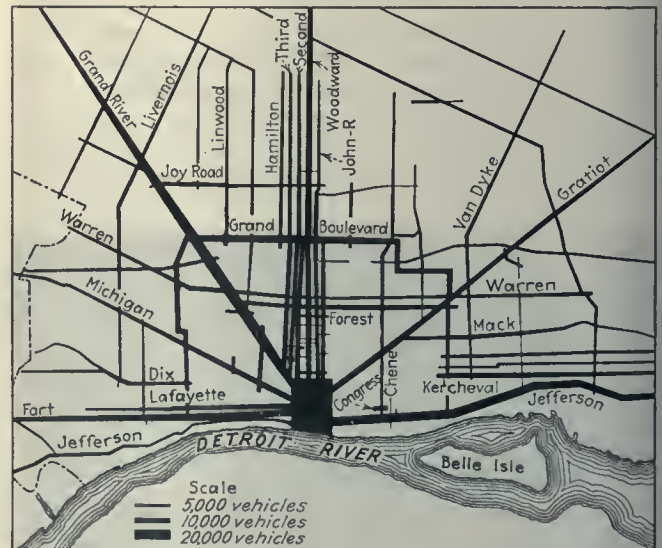 Third
Second
Woodward
Grand River
Livernois
Linwood
Hamilton
John-R
Joy Road
Van Dyke
Gratiot
Grand Boulevard
Warren
Warren
Michigan
Forest
Mack
Dix
Congress
Chene
Kercheval
Lafayette
Jefferson
Fort
Jefferson
DETROIT RIVER
Belle Isle
Scale
5,000 vehicles
10,000 vehicles
20,000 vehicles